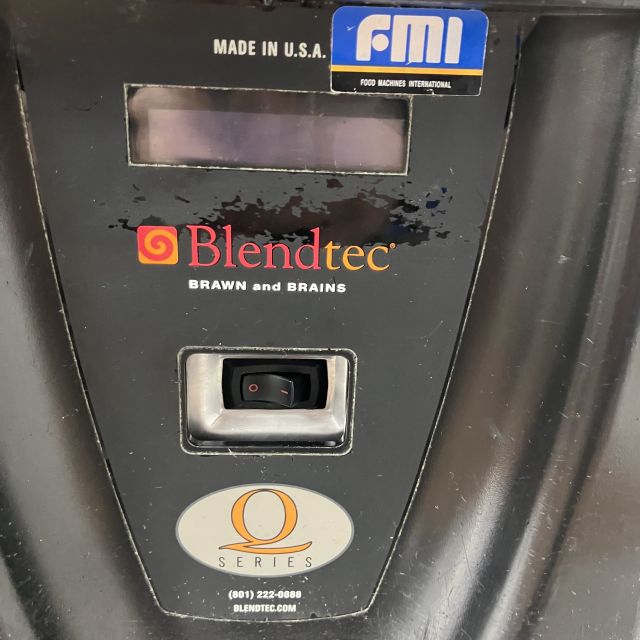 MADE IN U.S.A.
FMI
FOOD MACHINES INTERNATIONAL
Blendtec
BRAWN and BRAINS
O –
Q
SERIES
(801) 222-0888
BLENDTEC.COM